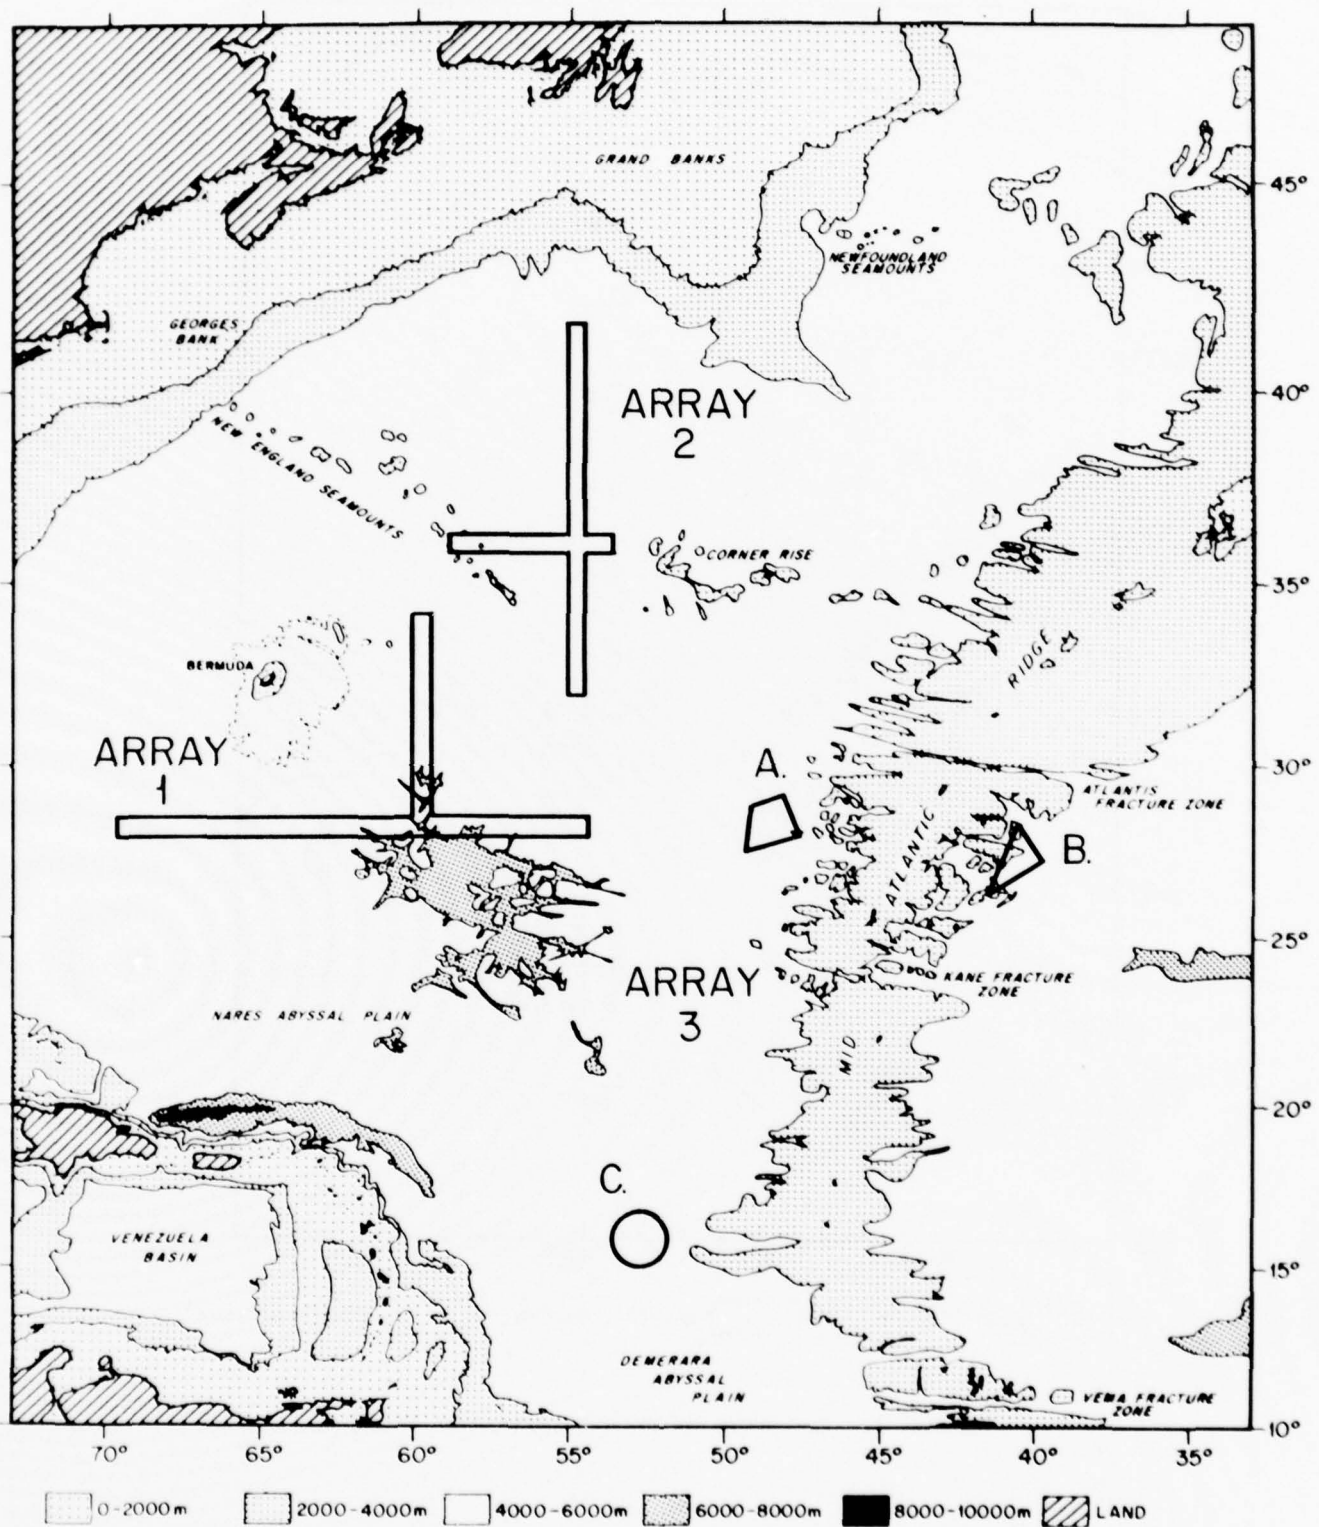 GRAND BANKS
45°
NEWFOUNDLAND
SEAMOUNTS
GEORGES
BANK
40°
ARRAY
2
NEW ENGLAND SEAMOUNTS
CORNER RISE
35°
RIDGE
BERMUDA
ARRAY
1
A.
30°
ATLANTIS
FRACTURE ZONE
ATLANTIC
B.
25°
ARRAY
3
KANE FRACTURE
ZONE
NARES ABYSSAL PLAIN
MID
20°
C.
VENEZUELA
BASIN
15°
DEMERARA
ABYSSAL
PLAIN
VEMA FRACTURE
ZONE
10°
70° 65° 60° 55° 50° 45° 40° 35°
0-2000m 2000-4000m 4000-6000m 6000-8000m 8000-10000m LAND